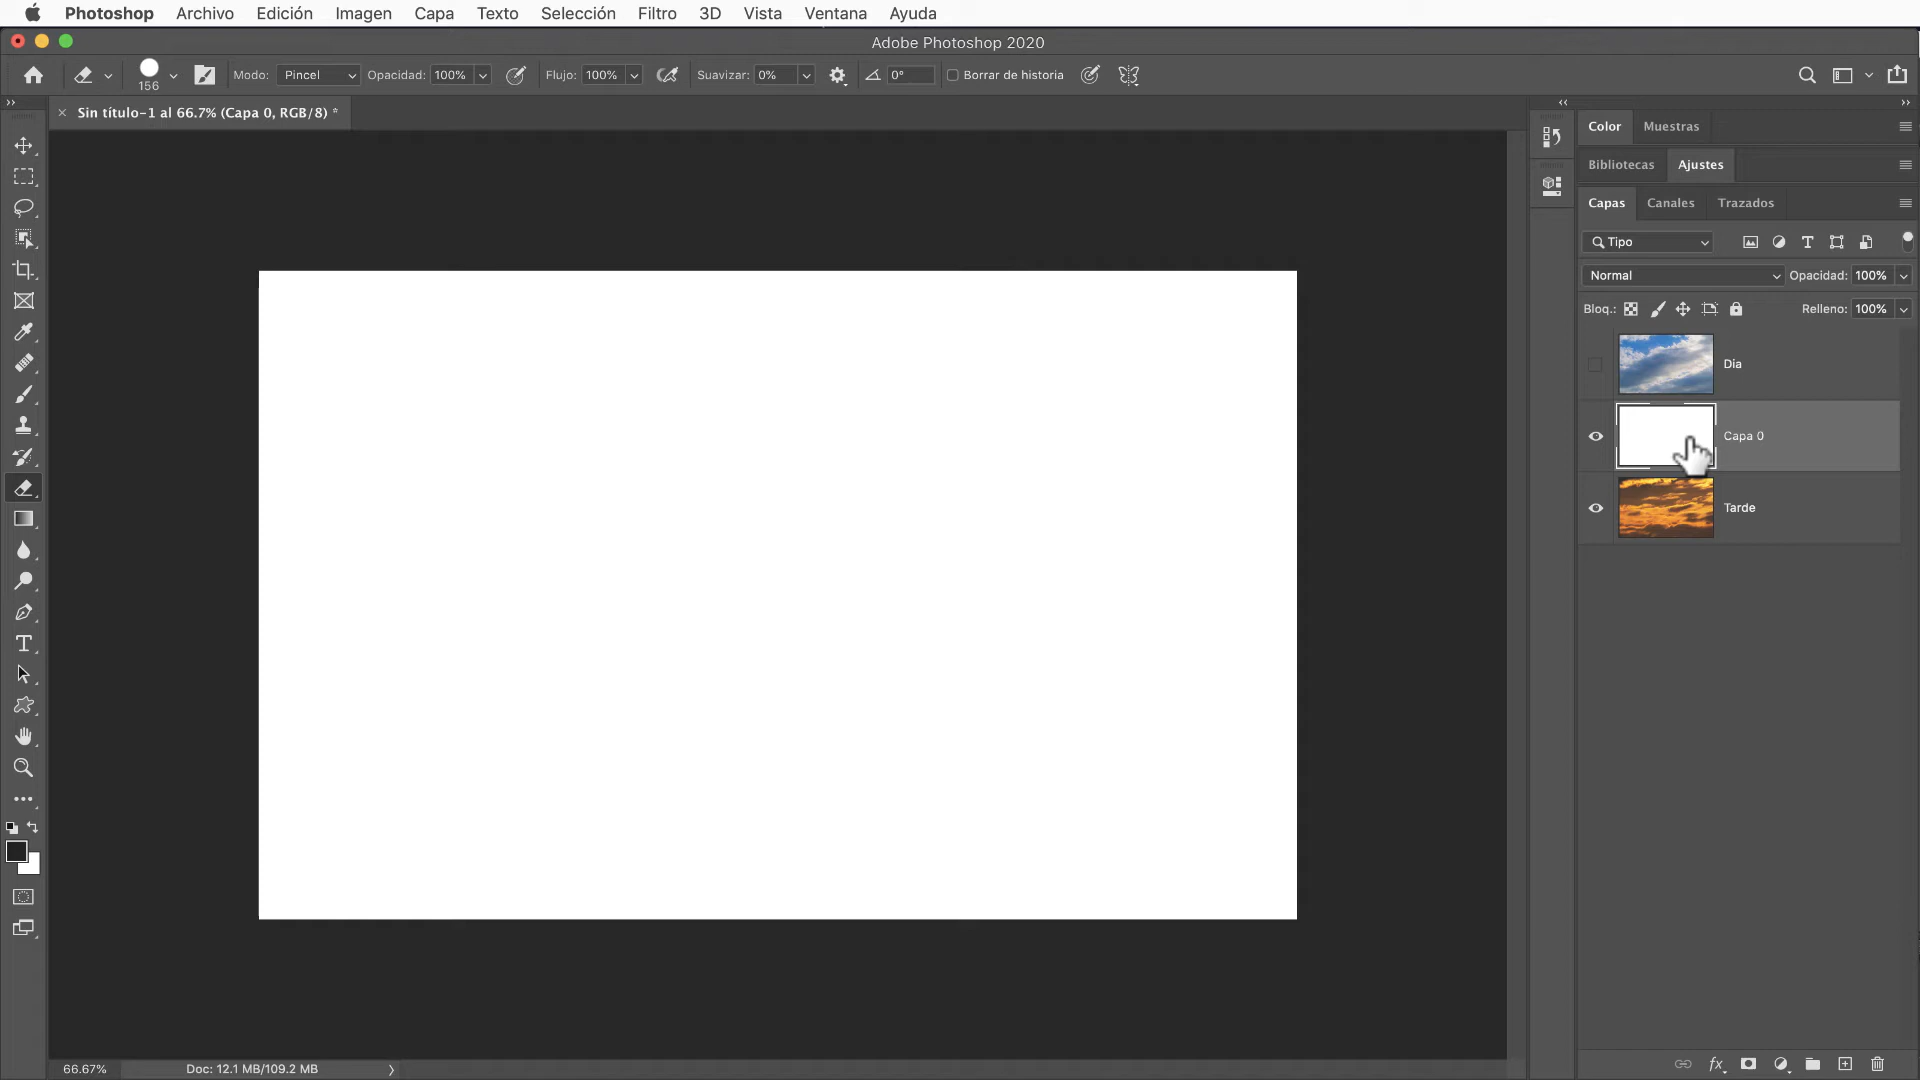 Photoshop Archivo Edición Imagen Capa Texto Selección Filtro 3D Vista Ventana Ayuda
Adobe Photoshop 2020
156 Modo: Pincel Opacidad: 100% Flujo: 100% Suavizar: 0% 0° Borrar de historia
Sin título-1 al 66.7% (Capa 0, RGB/8) *
Color Muestras
Bibliotecas Ajustes
Capas Canales Trazados
Tipo
Normal Opacidad: 100%
Bloq.: Relleno: 100%
Dia
Capa 0
Tarde
66.67% Doc: 12.1 MB/109.2 MB